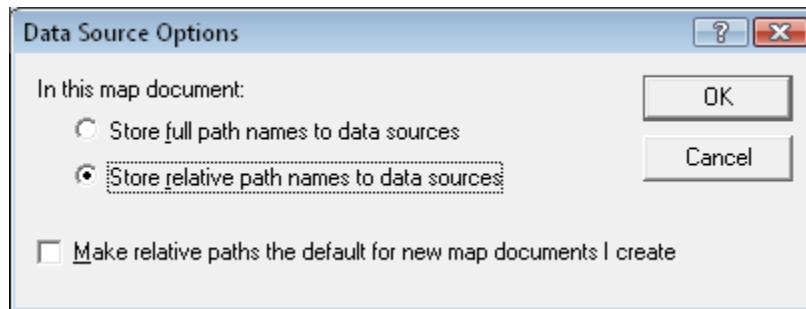 Data Source Options
In this map document:
Store full path names to data sources
Store relative path names to data sources
Make relative paths the default for new map documents I create
OK
Cancel